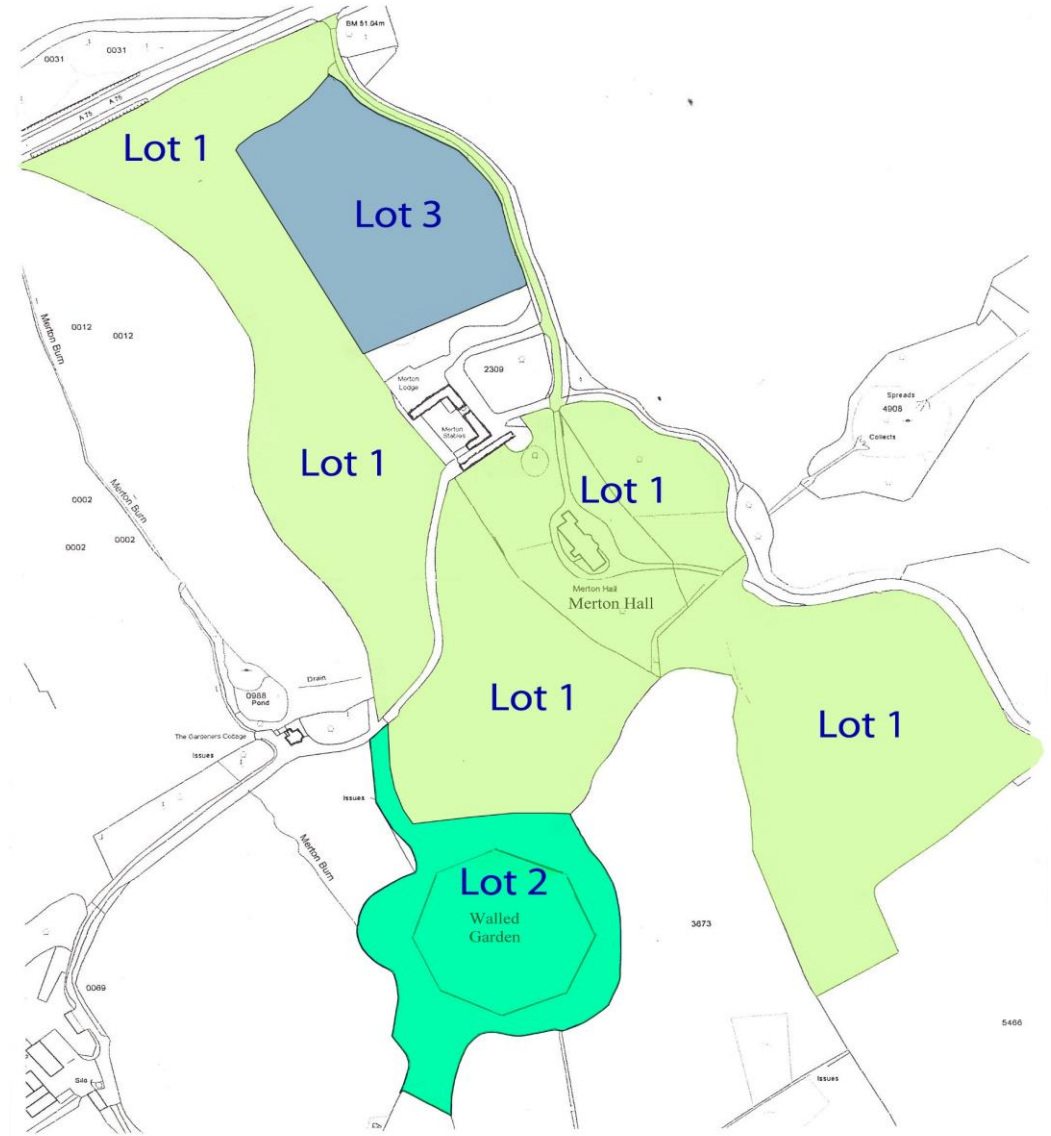 BM 51.04m
0031
0031
A 75
A 75
Lot 1
Lot 3
Merton Burn
0012
0012
2309
Merton
Lodge
Merton
Stables
Spreads
4908
Collects
Lot 1
Lot 1
Merton Burn
0002
0002
0002
Merton Hall
Merton Hall
Drain
0988
Pond
Lot 1
Lot 1
The Gardeners Cottage
Issues
Issues
Merton Burn
Lot 2
Walled
Garden
3673
0069
5466
Silo
Issues